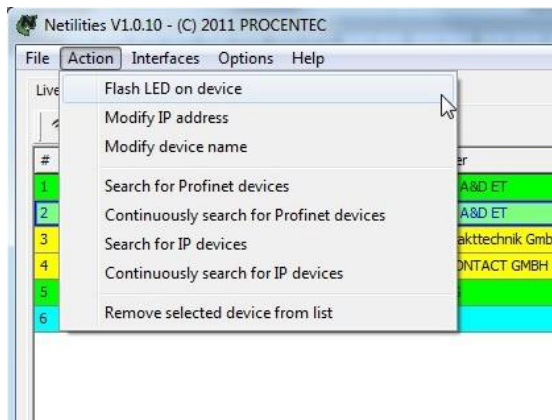 Netilities V1.0.10 - (C) 2011 PROCENTEC
File Action Interfaces Options Help
Live
Flash LED on device
Modify IP address
Modify device name
#
er
1
A&D ET
Search for Profinet devices
2
A&D ET
Continuously search for Profinet devices
3
akttechnik Gmb
Search for IP devices
4
ONTACT GMBH
Continuously search for IP devices
5
6
Remove selected device from list